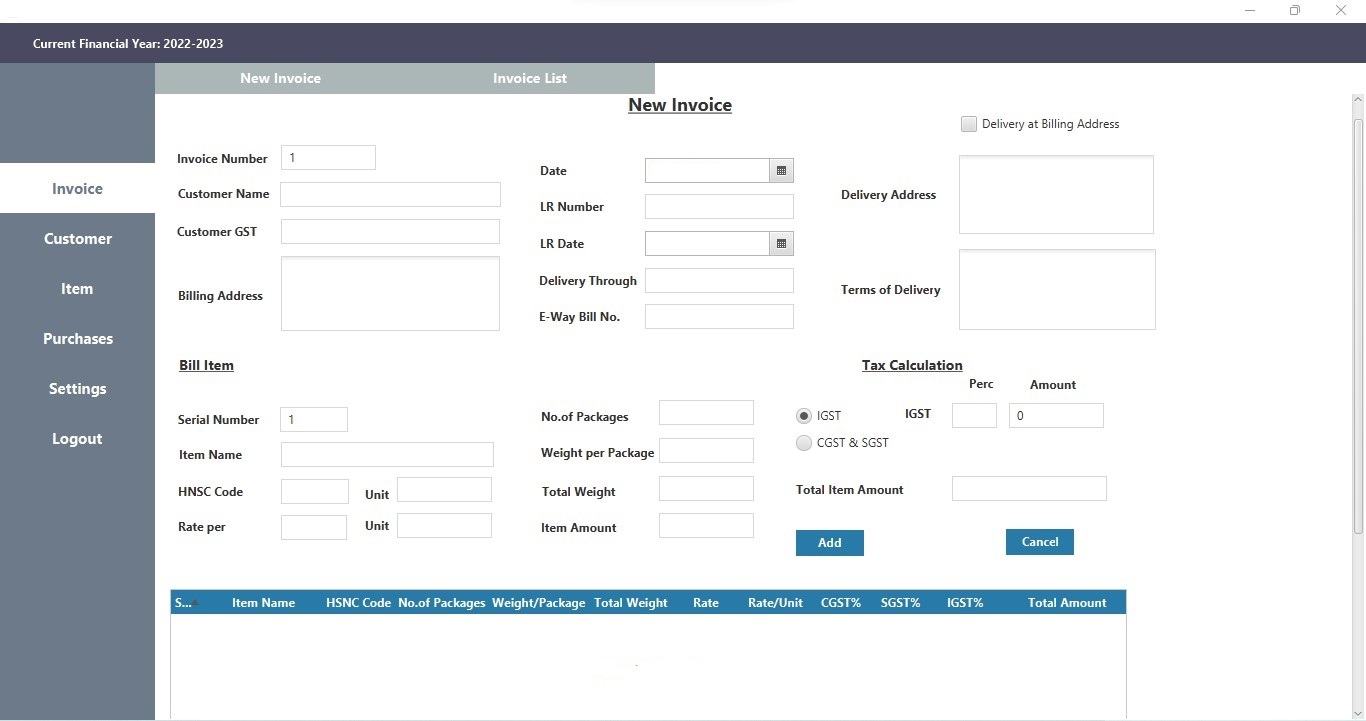 Current Financial Year: 2022-2023
New Invoice Invoice List
Invoice
Customer
Item
Purchases
Settings
Logout
New Invoice
Delivery at Billing Address
Invoice Number 1
Customer Name
Customer GST
Billing Address
Date
LR Number
LR Date
Delivery Through
E-Way Bill No.
Delivery Address
Terms of Delivery
Bill Item
Serial Number 1
Item Name
HNSC Code Unit
Rate per Unit
No.of Packages
Weight per Package
Total Weight
Item Amount
Tax Calculation
Perc Amount
IGST IGST 0
CGST & SGST
Total Item Amount
Add Cancel
S... Item Name HSNC Code No.of Packages Weight/Package Total Weight Rate Rate/Unit CGST% SGST% IGST% Total Amount